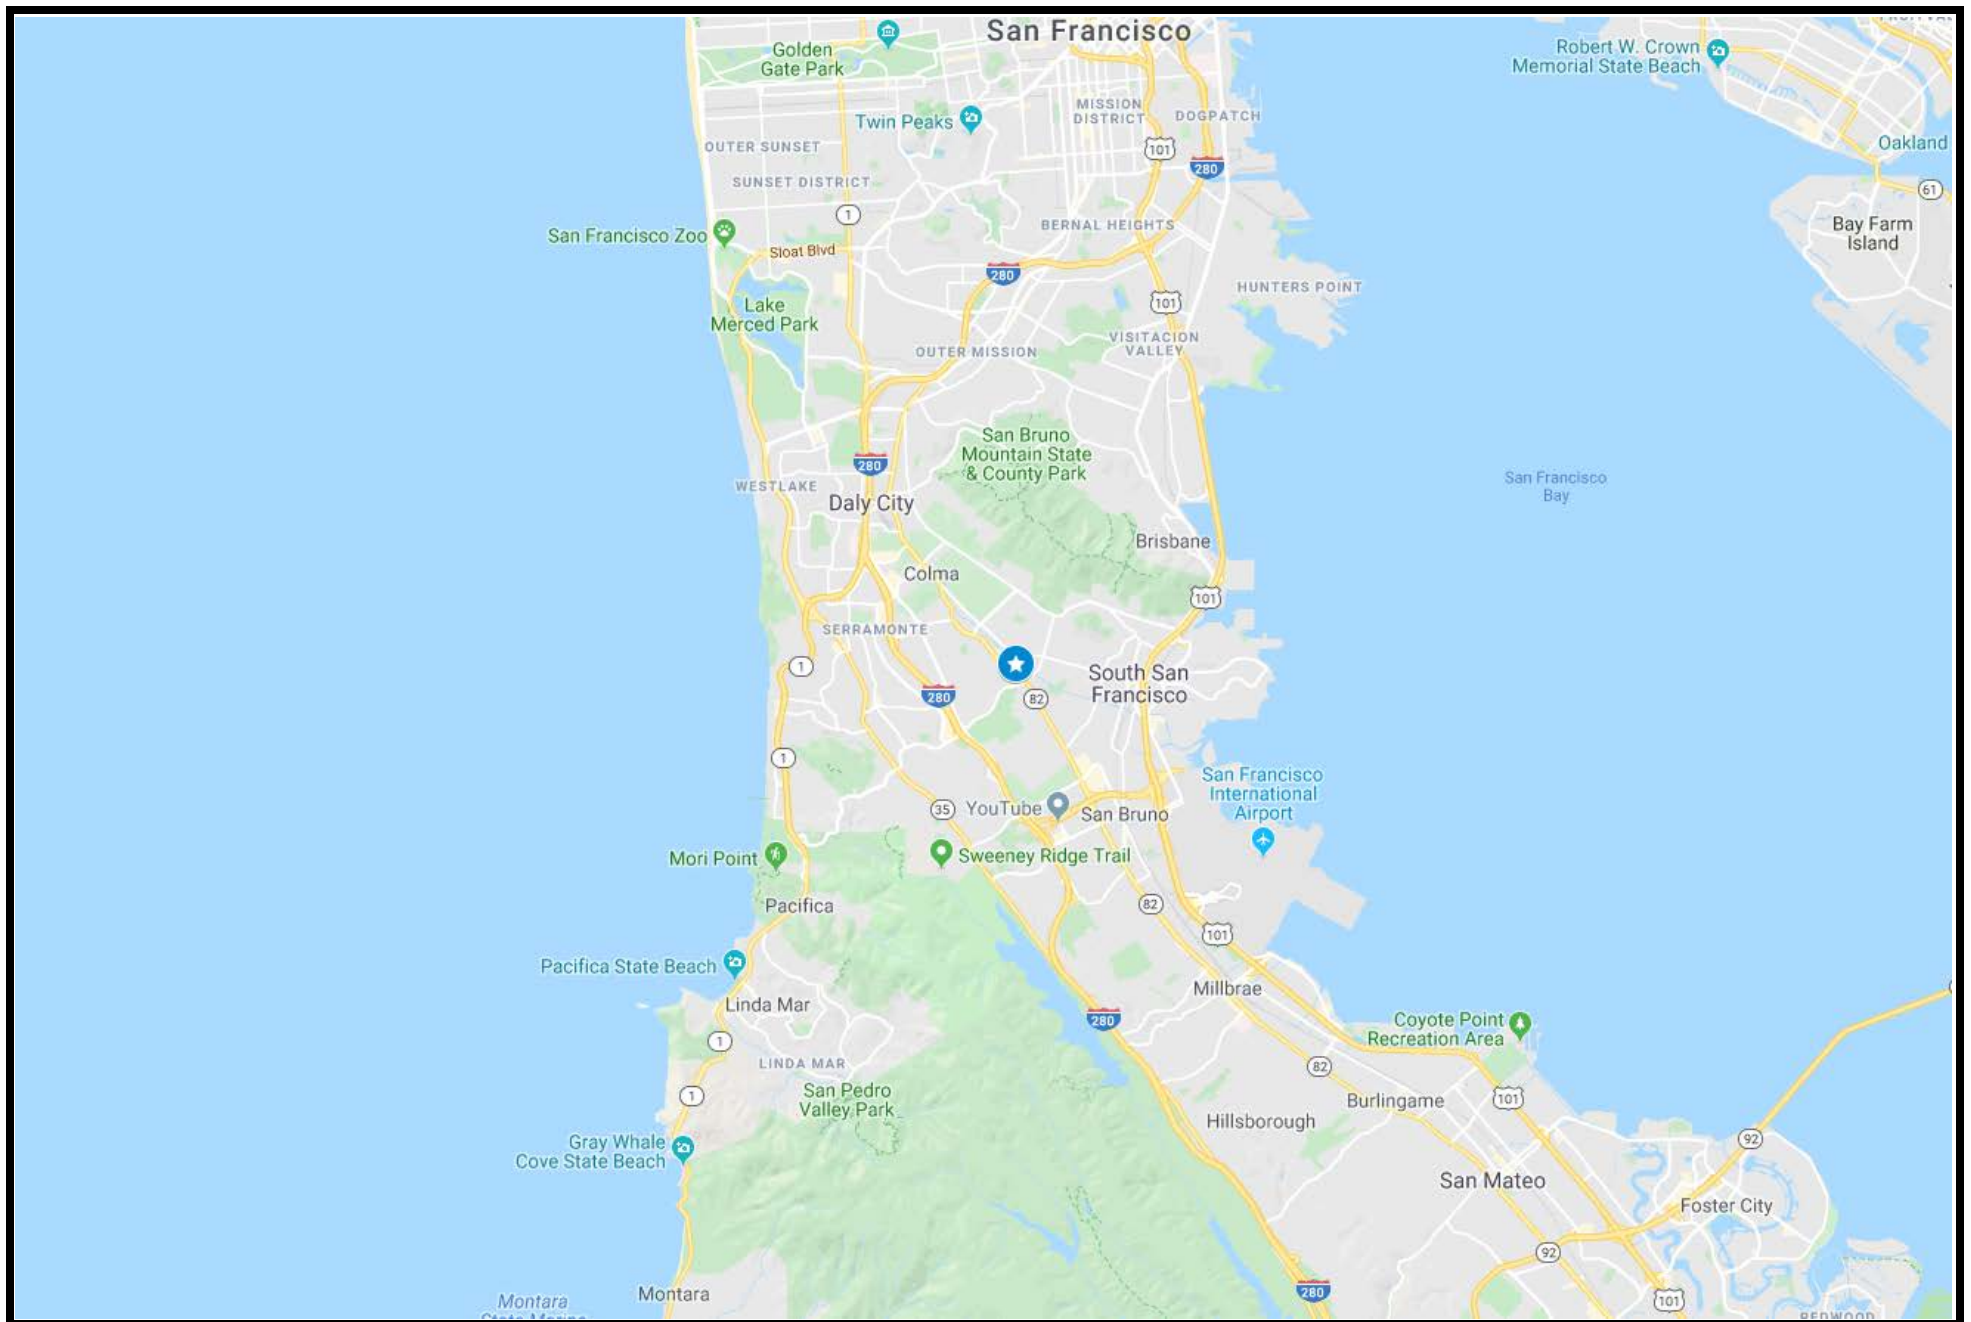 San Francisco
Golden
Gate Park
Robert W. Crown
Memorial State Beach
Twin Peaks
MISSION
DISTRICT
DOGPATCH
101
280
Oakland
OUTER SUNSET
SUNSET DISTRICT
61
1
Bay Farm
Island
San Francisco Zoo
Sloat Blvd
BERNAL HEIGHTS
280
HUNTERS POINT
101
Lake
Merced Park
OUTER MISSION
VISITACION
VALLEY
San Bruno
Mountain State
& County Park
280
WESTLAKE
Daly City
San Francisco
Bay
Brisbane
Colma
101
SERRAMONTE
1
280
82
South San
Francisco
1
San Francisco
International
Airport
35
YouTube
San Bruno
Mori Point
Sweeney Ridge Trail
Pacifica
82
101
Pacifica State Beach
Millbrae
Linda Mar
280
Coyote Point
Recreation Area
1
LINDA MAR
82
1
San Pedro
Valley Park
Burlingame
101
Hillsborough
92
Gray Whale
Cove State Beach
San Mateo
Foster City
92
280
101
Montara
Montara
REDWOOD